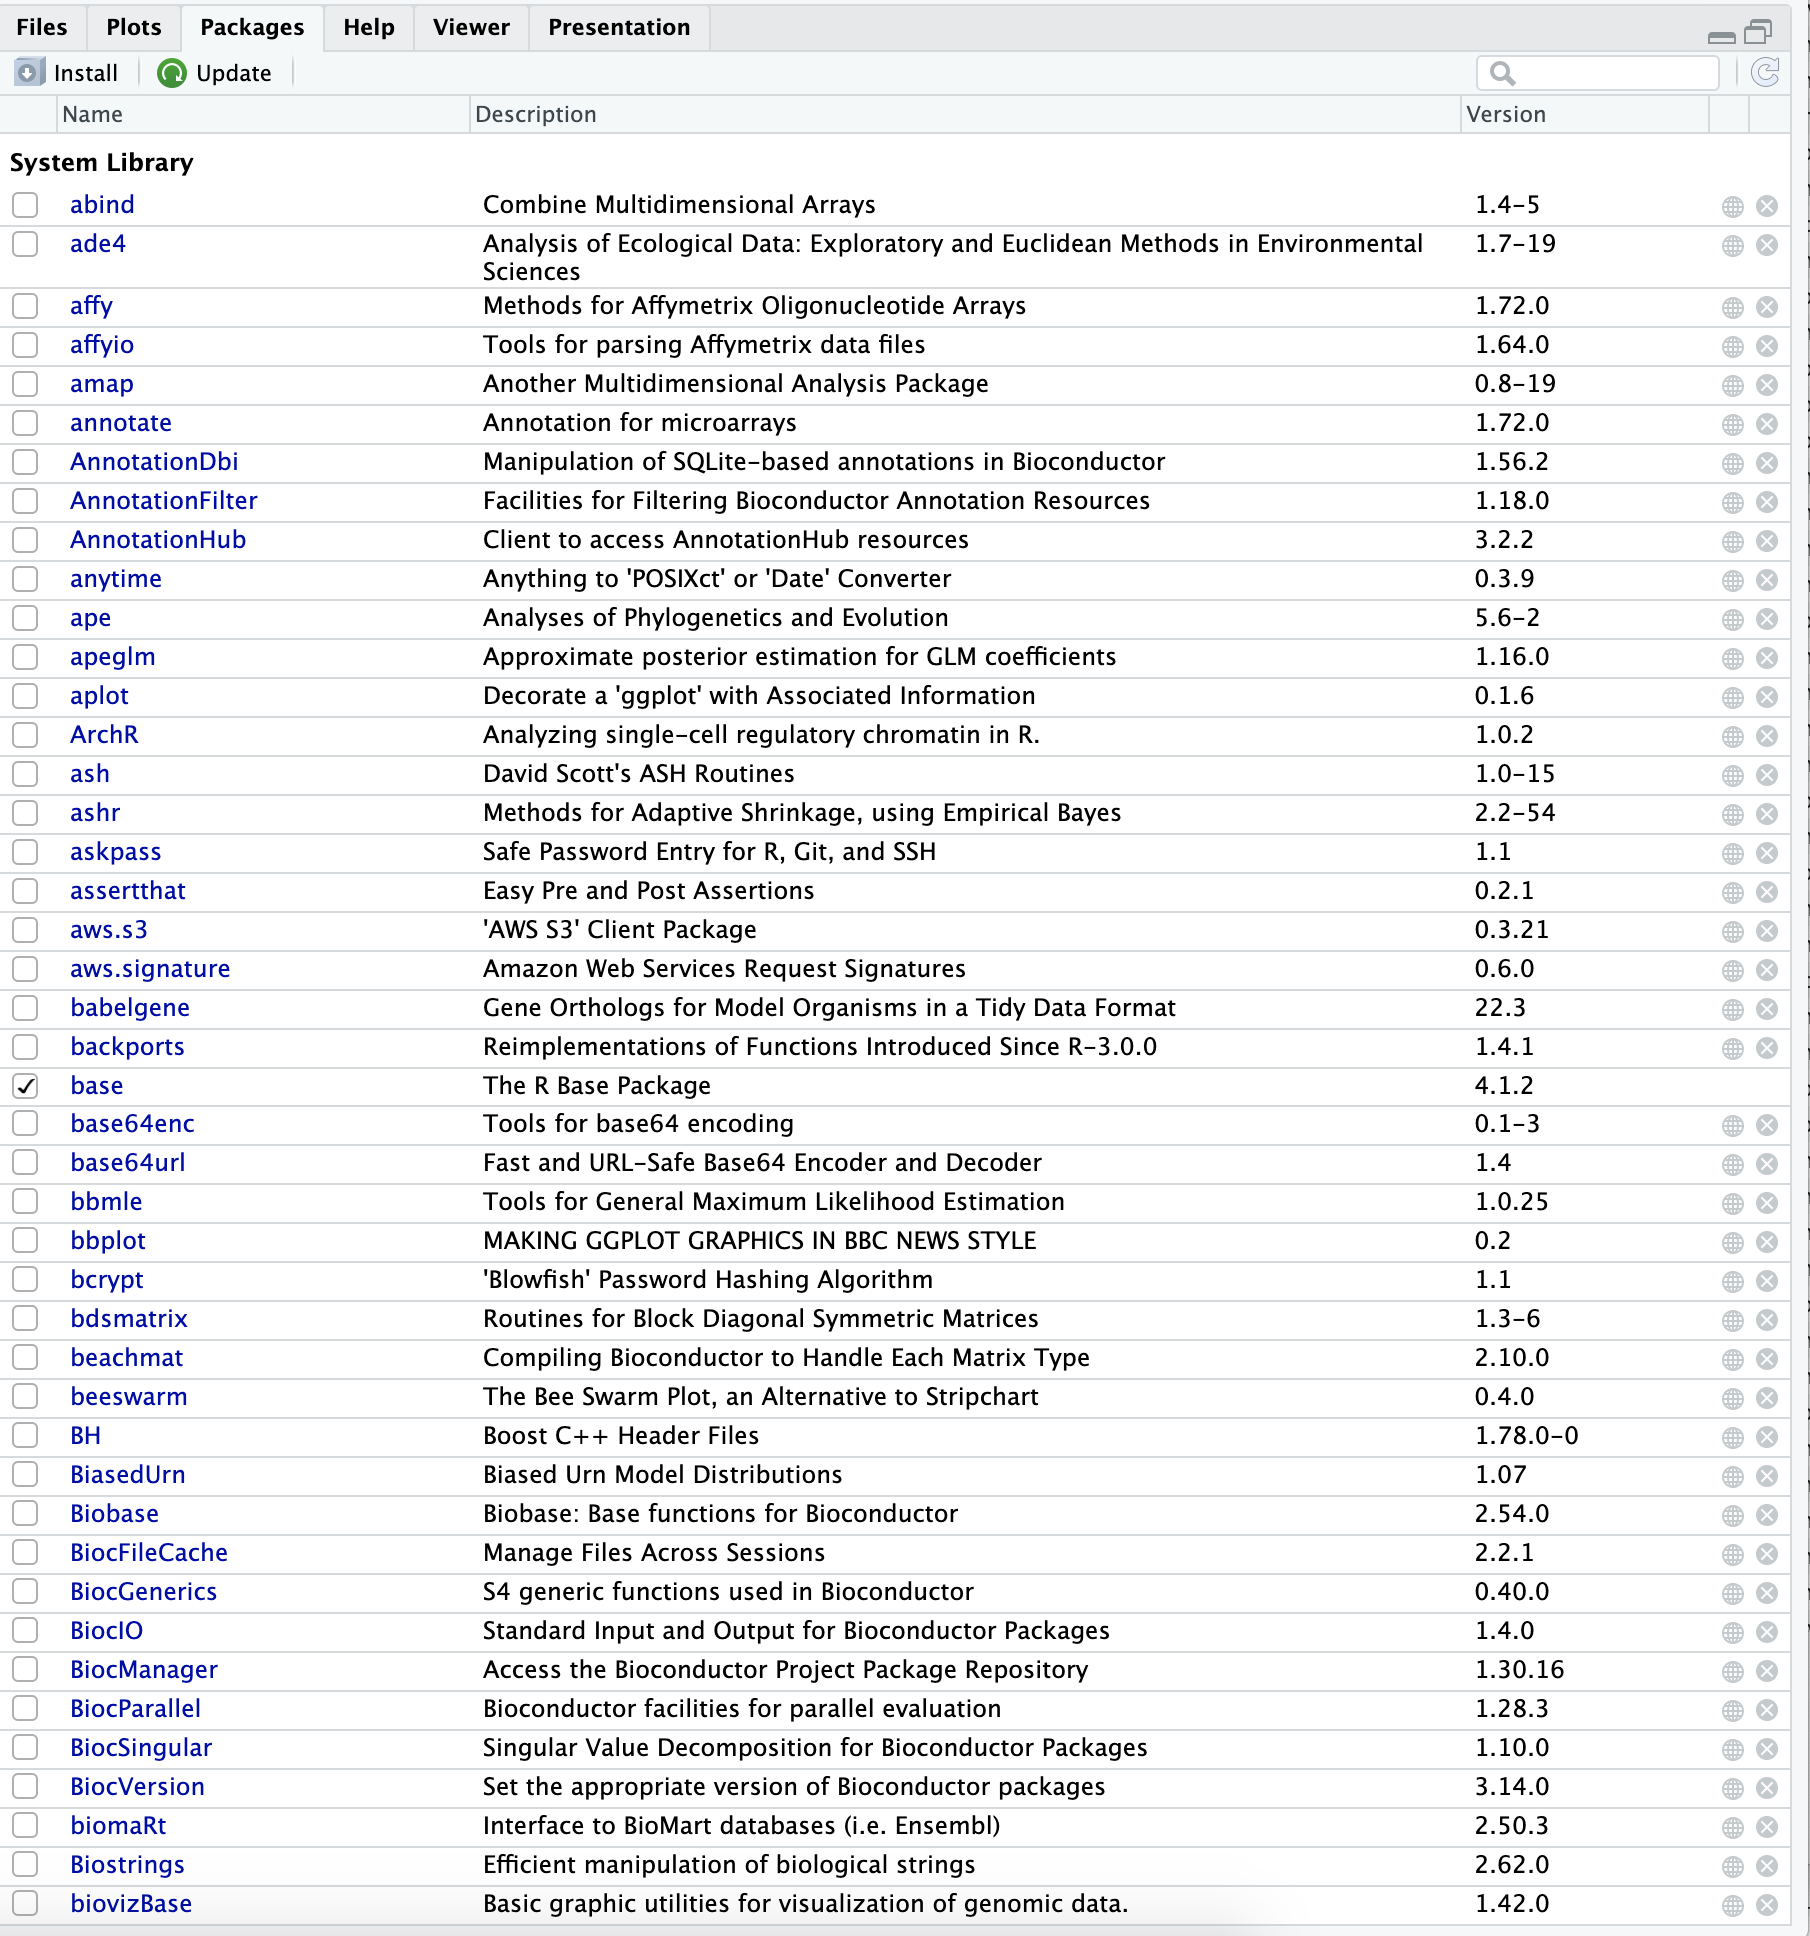 Files Plots Packages Help Viewer Presentation
Install Update
Name Description Version
System Library
abind Combine Multidimensional Arrays 1.4-5
ade4 Analysis of Ecological Data: Exploratory and Euclidean Methods in Environmental 1.7-19
Sciences
affy Methods for Affymetrix Oligonucleotide Arrays 1.72.0
affyio Tools for parsing Affymetrix data files 1.64.0
amap Another Multidimensional Analysis Package 0.8-19
annotate Annotation for microarrays 1.72.0
AnnotationDbi Manipulation of SQLite-based annotations in Bioconductor 1.56.2
AnnotationFilter Facilities for Filtering Bioconductor Annotation Resources 1.18.0
AnnotationHub Client to access AnnotationHub resources 3.2.2
anytime Anything to 'POSIXct' or 'Date' Converter 0.3.9
ape Analyses of Phylogenetics and Evolution 5.6-2
apeglm Approximate posterior estimation for GLM coefficients 1.16.0
aplot Decorate a 'ggplot' with Associated Information 0.1.6
ArchR Analyzing single-cell regulatory chromatin in R. 1.0.2
ash David Scott's ASH Routines 1.0-15
ashr Methods for Adaptive Shrinkage, using Empirical Bayes 2.2-54
askpass Safe Password Entry for R, Git, and SSH 1.1
assertthat Easy Pre and Post Assertions 0.2.1
aws.s3 'AWS S3' Client Package 0.3.21
aws.signature Amazon Web Services Request Signatures 0.6.0
babelgene Gene Orthologs for Model Organisms in a Tidy Data Format 22.3
backports Reimplementations of Functions Introduced Since R-3.0.0 1.4.1
base The R Base Package 4.1.2
base64enc Tools for base64 encoding 0.1-3
base64url Fast and URL-Safe Base64 Encoder and Decoder 1.4
bbmle Tools for General Maximum Likelihood Estimation 1.0.25
bbplot MAKING GGPLOT GRAPHICS IN BBC NEWS STYLE 0.2
bcrypt 'Blowfish' Password Hashing Algorithm 1.1
bdsmatrix Routines for Block Diagonal Symmetric Matrices 1.3-6
beachmat Compiling Bioconductor to Handle Each Matrix Type 2.10.0
beeswarm The Bee Swarm Plot, an Alternative to Stripchart 0.4.0
BH Boost C++ Header Files 1.78.0-0
BiasedUrn Biased Urn Model Distributions 1.07
Biobase Biobase: Base functions for Bioconductor 2.54.0
BiocFileCache Manage Files Across Sessions 2.2.1
BiocGenerics S4 generic functions used in Bioconductor 0.40.0
BiocIO Standard Input and Output for Bioconductor Packages 1.4.0
BiocManager Access the Bioconductor Project Package Repository 1.30.16
BiocParallel Bioconductor facilities for parallel evaluation 1.28.3
BiocSingular Singular Value Decomposition for Bioconductor Packages 1.10.0
BiocVersion Set the appropriate version of Bioconductor packages 3.14.0
biomaRt Interface to BioMart databases (i.e. Ensembl) 2.50.3
Biostrings Efficient manipulation of biological strings 2.62.0
biovizBase Basic graphic utilities for visualization of genomic data. 1.42.0